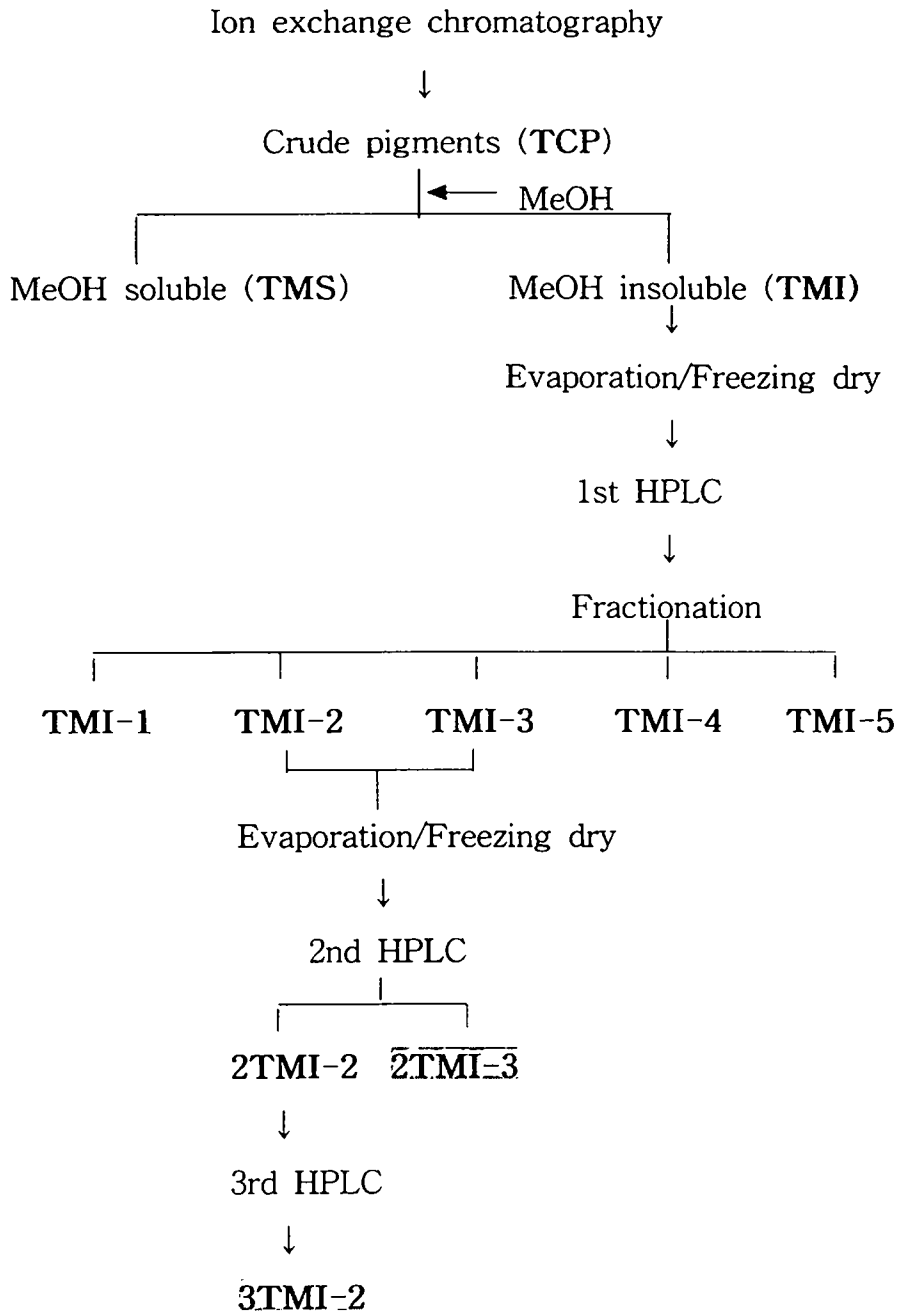 Ion exchange chromatography
↓
Crude pigments (TCP)
MeOH
MeOH soluble (TMS) MeOH insoluble (TMI)
↓
Evaporation/Freezing dry
↓
1st HPLC
↓
Fractionation
TMI-1 TMI-2 TMI-3 TMI-4 TMI-5
Evaporation/Freezing dry
↓
2nd HPLC
2TMI-2 2TMI-3
↓
3rd HPLC
↓
3TMI-2